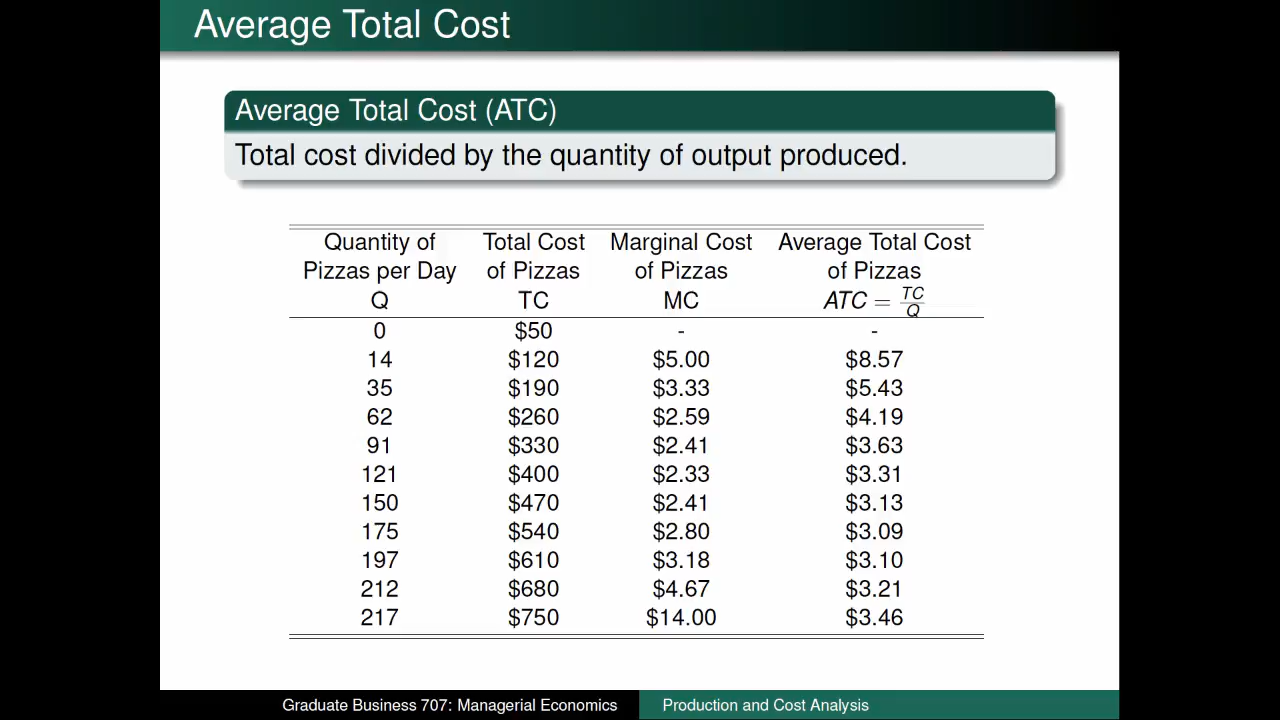 Average Total Cost
Average Total Cost (ATC)
Total cost divided by the quantity of output produced.
Quantity of Total Cost Marginal Cost Average Total Cost
Pizzas per Day of Pizzas of Pizzas of Pizzas
Q TC MC ATC = TC/Q
0 $50 - -
14 $120 $5.00 $8.57
35 $190 $3.33 $5.43
62 $260 $2.59 $4.19
91 $330 $2.41 $3.63
121 $400 $2.33 $3.31
150 $470 $2.41 $3.13
175 $540 $2.80 $3.09
197 $610 $3.18 $3.10
212 $680 $4.67 $3.21
217 $750 $14.00 $3.46
Graduate Business 707: Managerial Economics Production and Cost Analysis